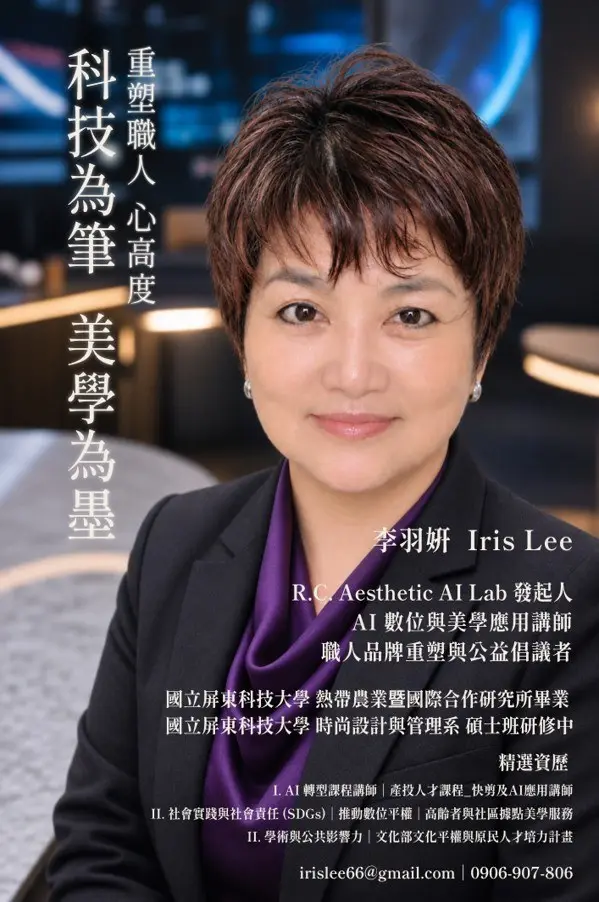 重塑職人 心高度
科技為筆 美學為墨
李羽妍 Iris Lee
R.C. Aesthetic AI Lab 發起人
AI 數位與美學應用講師
職人品牌重塑與公益倡議者
國立屏東科技大學 熱帶農業暨國際合作研究所畢業
國立屏東科技大學 時尚設計與管理系 碩士班研修中
精選資歷
I. AI 轉型課程講師｜產投人才課程_快剪及AI應用講師
II. 社會實踐與社會責任 (SDGs)｜推動數位平權｜高齡者與社區據點美學服務
II. 學術與公共影響力｜文化部文化平權與原民人才培力計畫
irislee66@gmail.com｜0906-907-806